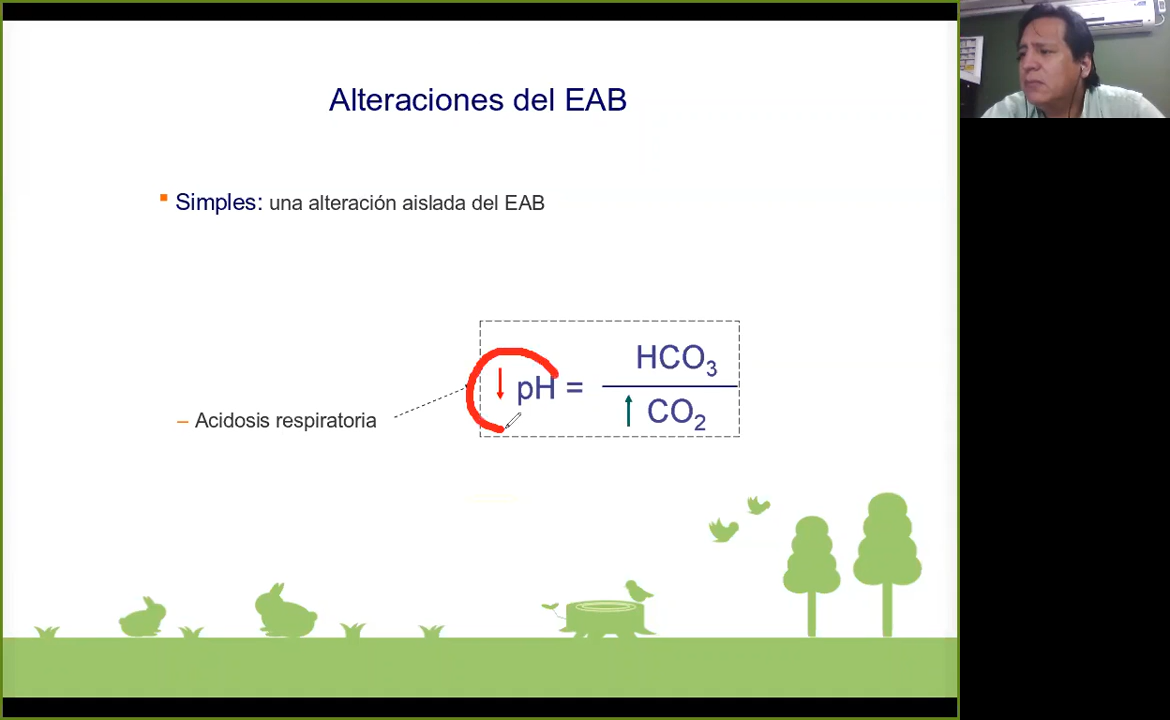 Alteraciones del EAB
▪ Simples: una alteración aislada del EAB
– Acidosis respiratoria
↓ pH = HCO₃
↑ CO₂